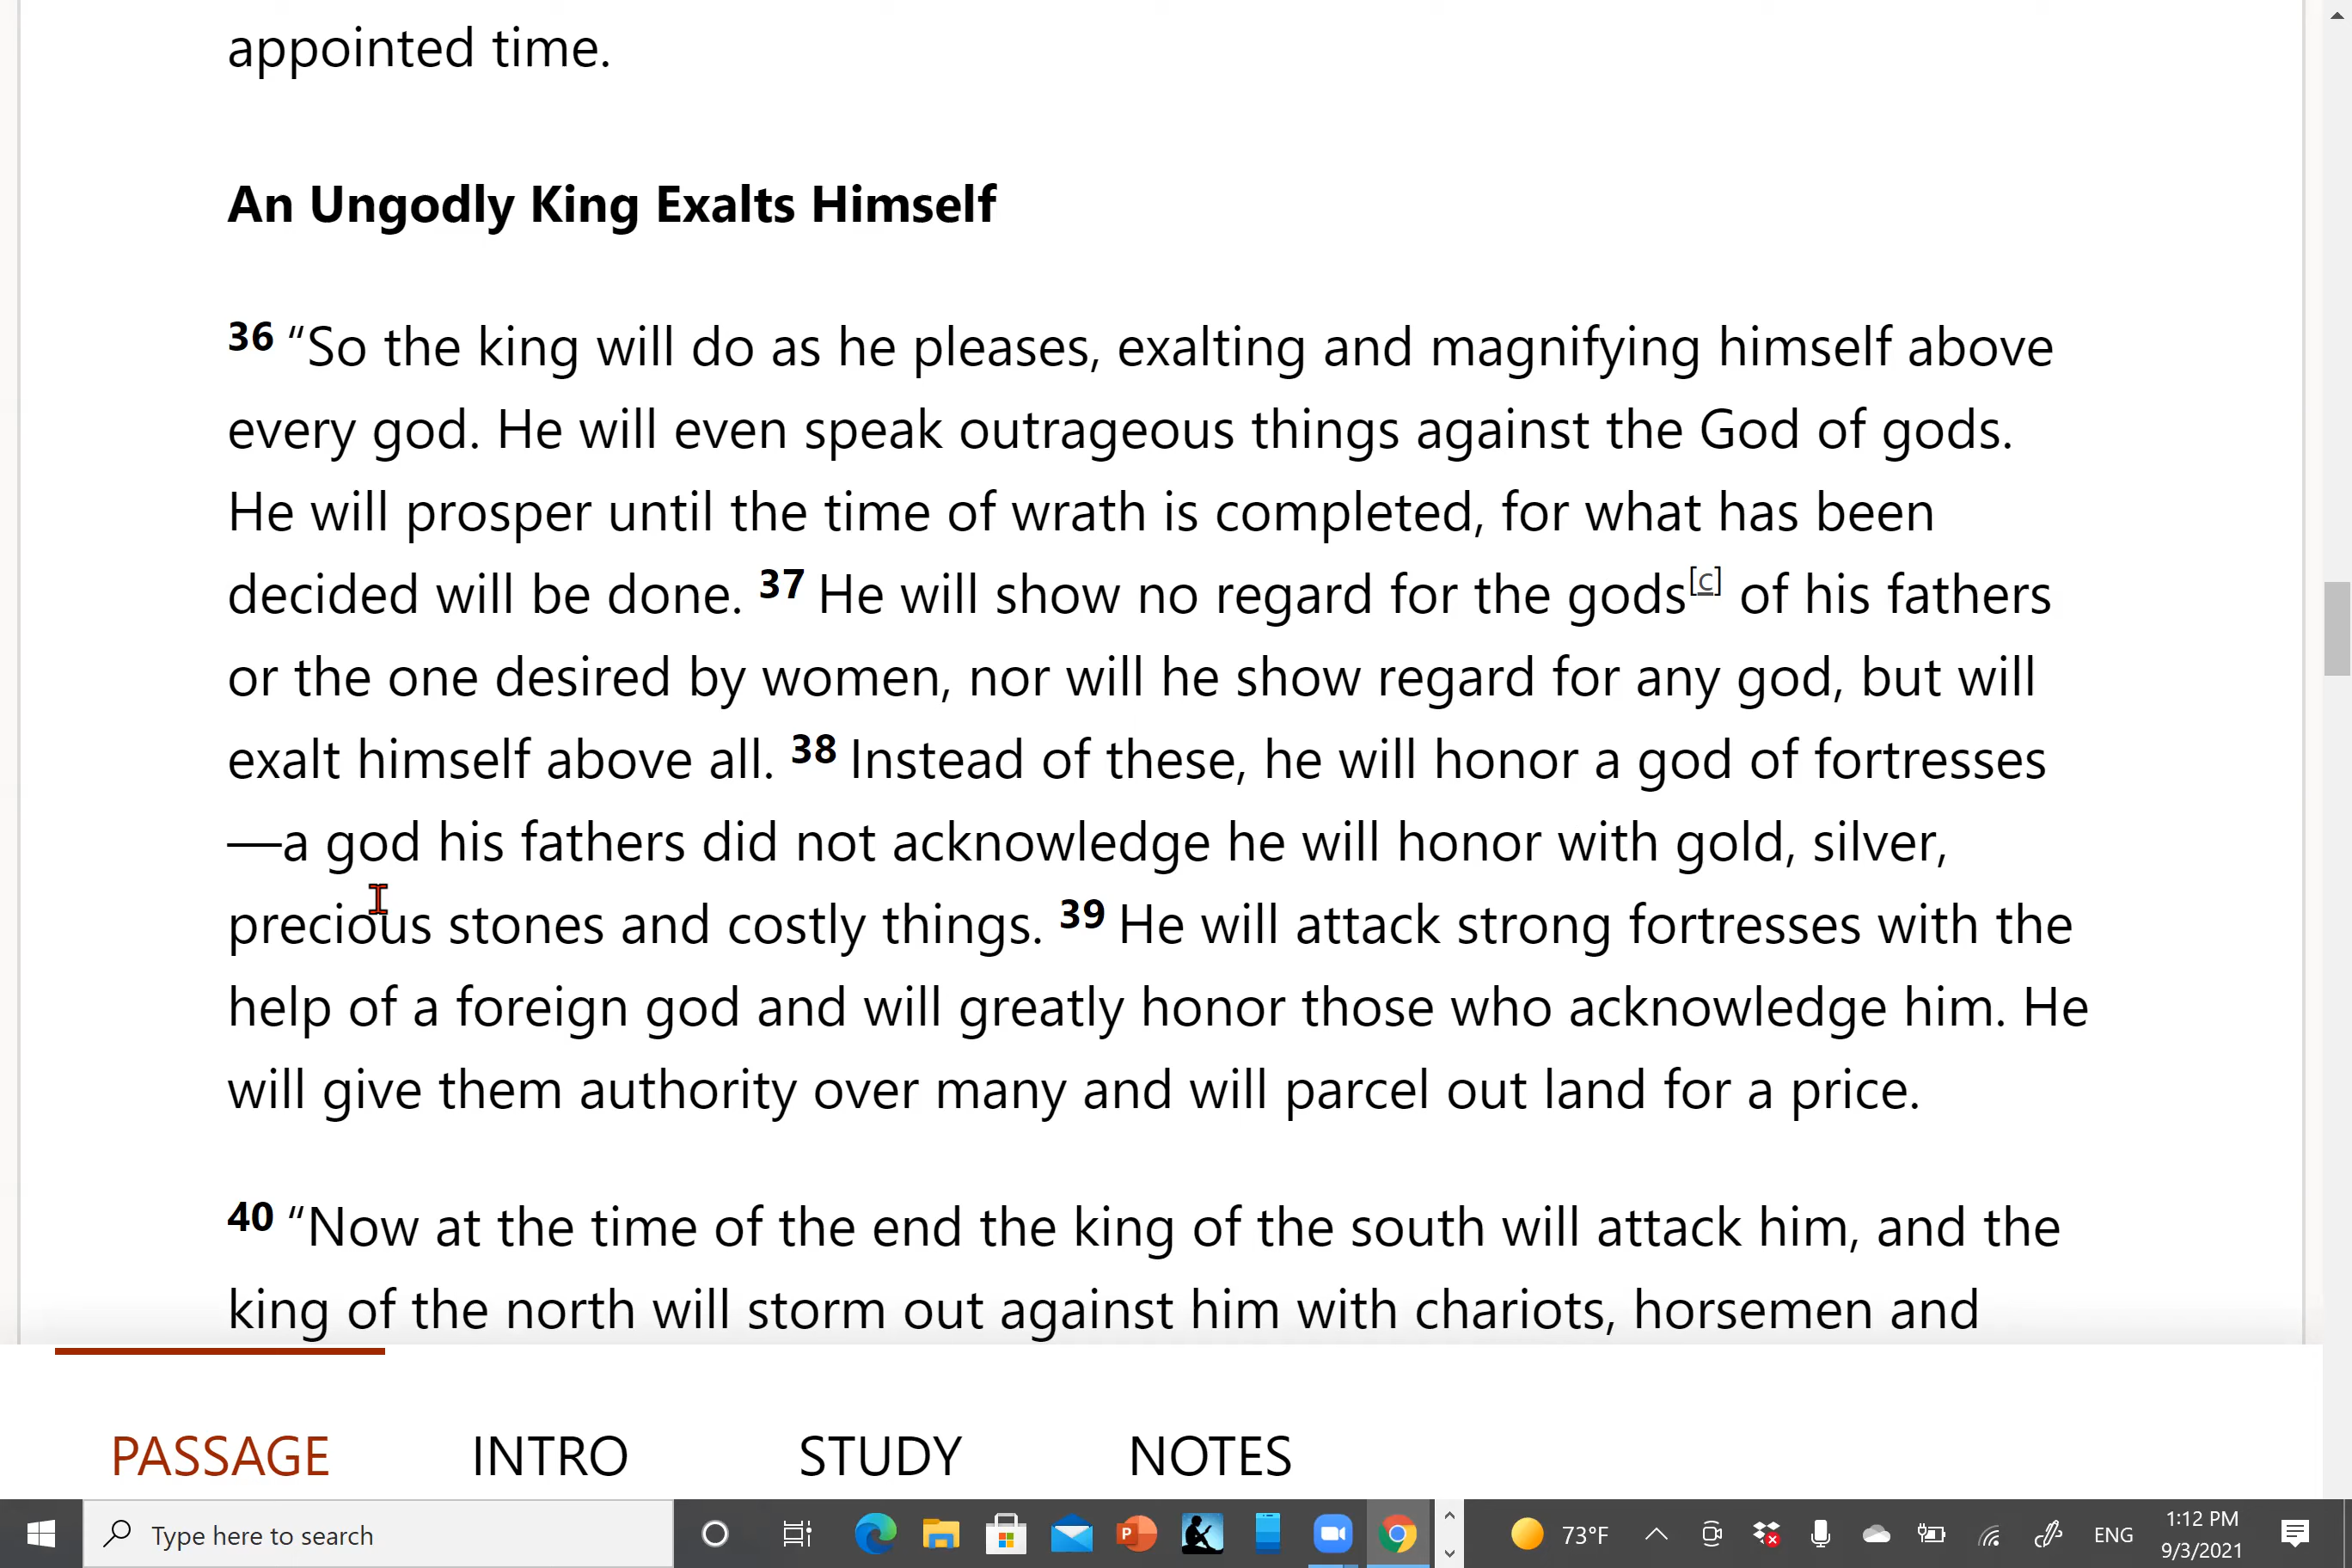 appointed time.
An Ungodly King Exalts Himself
36 “So the king will do as he pleases, exalting and magnifying himself above
every god. He will even speak outrageous things against the God of gods.
He will prosper until the time of wrath is completed, for what has been
decided will be done. 37 He will show no regard for the gods[c] of his fathers
or the one desired by women, nor will he show regard for any god, but will
exalt himself above all. 38 Instead of these, he will honor a god of fortresses
—a god his fathers did not acknowledge he will honor with gold, silver,
precious stones and costly things. 39 He will attack strong fortresses with the
help of a foreign god and will greatly honor those who acknowledge him. He
will give them authority over many and will parcel out land for a price.
40 “Now at the time of the end the king of the south will attack him, and the
king of the north will storm out against him with chariots, horsemen and
PASSAGE INTRO STUDY NOTES
Type here to search
P
73°F
ENG
1:12 PM
9/3/2021